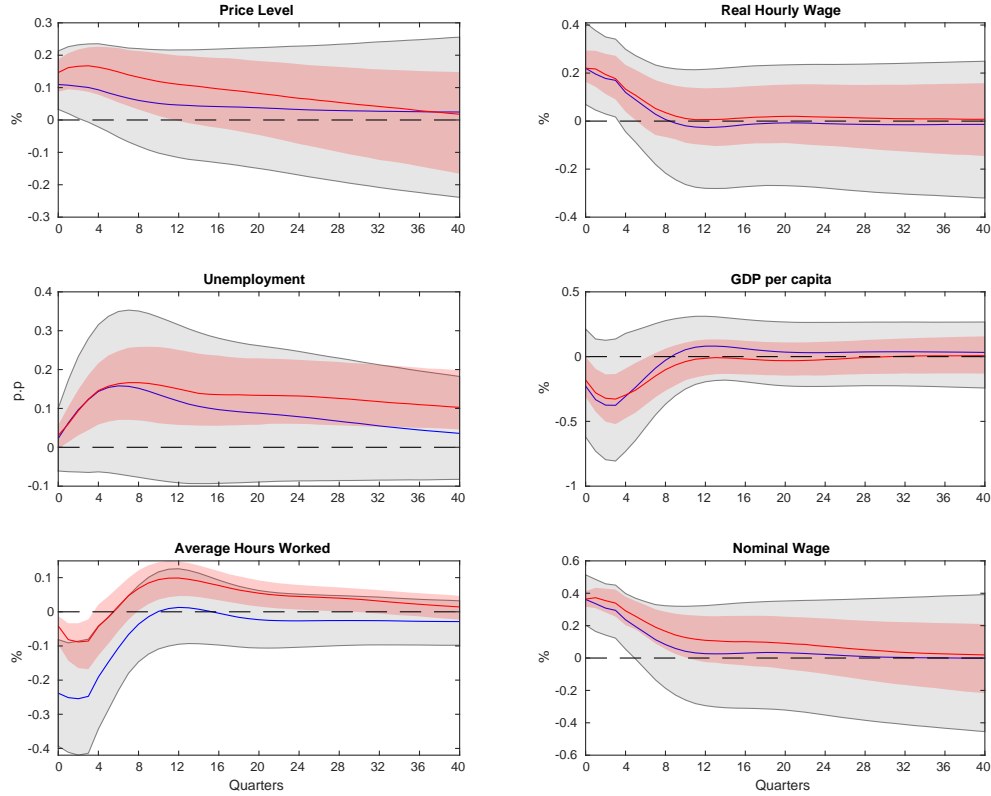 Price Level
0.3
0.2
0.1
0
-0.1
-0.2
-0.3
%
0 4 8 12 16 20 24 28 32 36 40
Real Hourly Wage
0.4
0.2
0
-0.2
-0.4
%
0 4 8 12 16 20 24 28 32 36 40
Unemployment
0.4
0.3
0.2
0.1
0
-0.1
p.p
0 4 8 12 16 20 24 28 32 36 40
GDP per capita
0.5
0
-0.5
-1
%
0 4 8 12 16 20 24 28 32 36 40
Average Hours Worked
0.1
0
-0.1
-0.2
-0.3
-0.4
%
0 4 8 12 16 20 24 28 32 36 40
Quarters
Nominal Wage
0.6
0.4
0.2
0
-0.2
-0.4
-0.6
%
0 4 8 12 16 20 24 28 32 36 40
Quarters